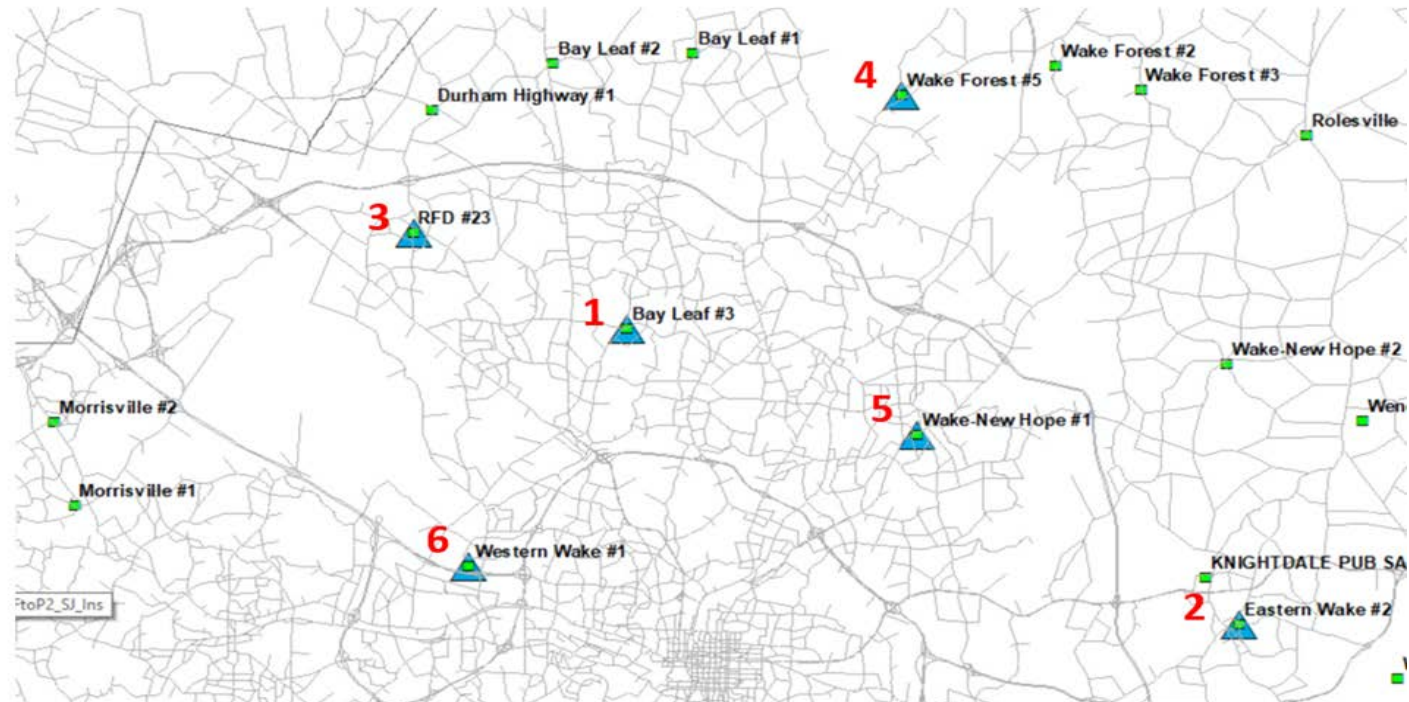 Bay Leaf #2
Bay Leaf #1
Wake Forest #2
4
Wake Forest #5
Wake Forest #3
Durham Highway #1
Rolesville
3
RFD #23
1
Bay Leaf #3
Wake-New Hope #2
Morrisville #2
5
Wake-New Hope #1
Wen
Morrisville #1
6
Western Wake #1
KNIGHTDALE PUB SA
FtoP2_SJ_Ins
2
Eastern Wake #2
W